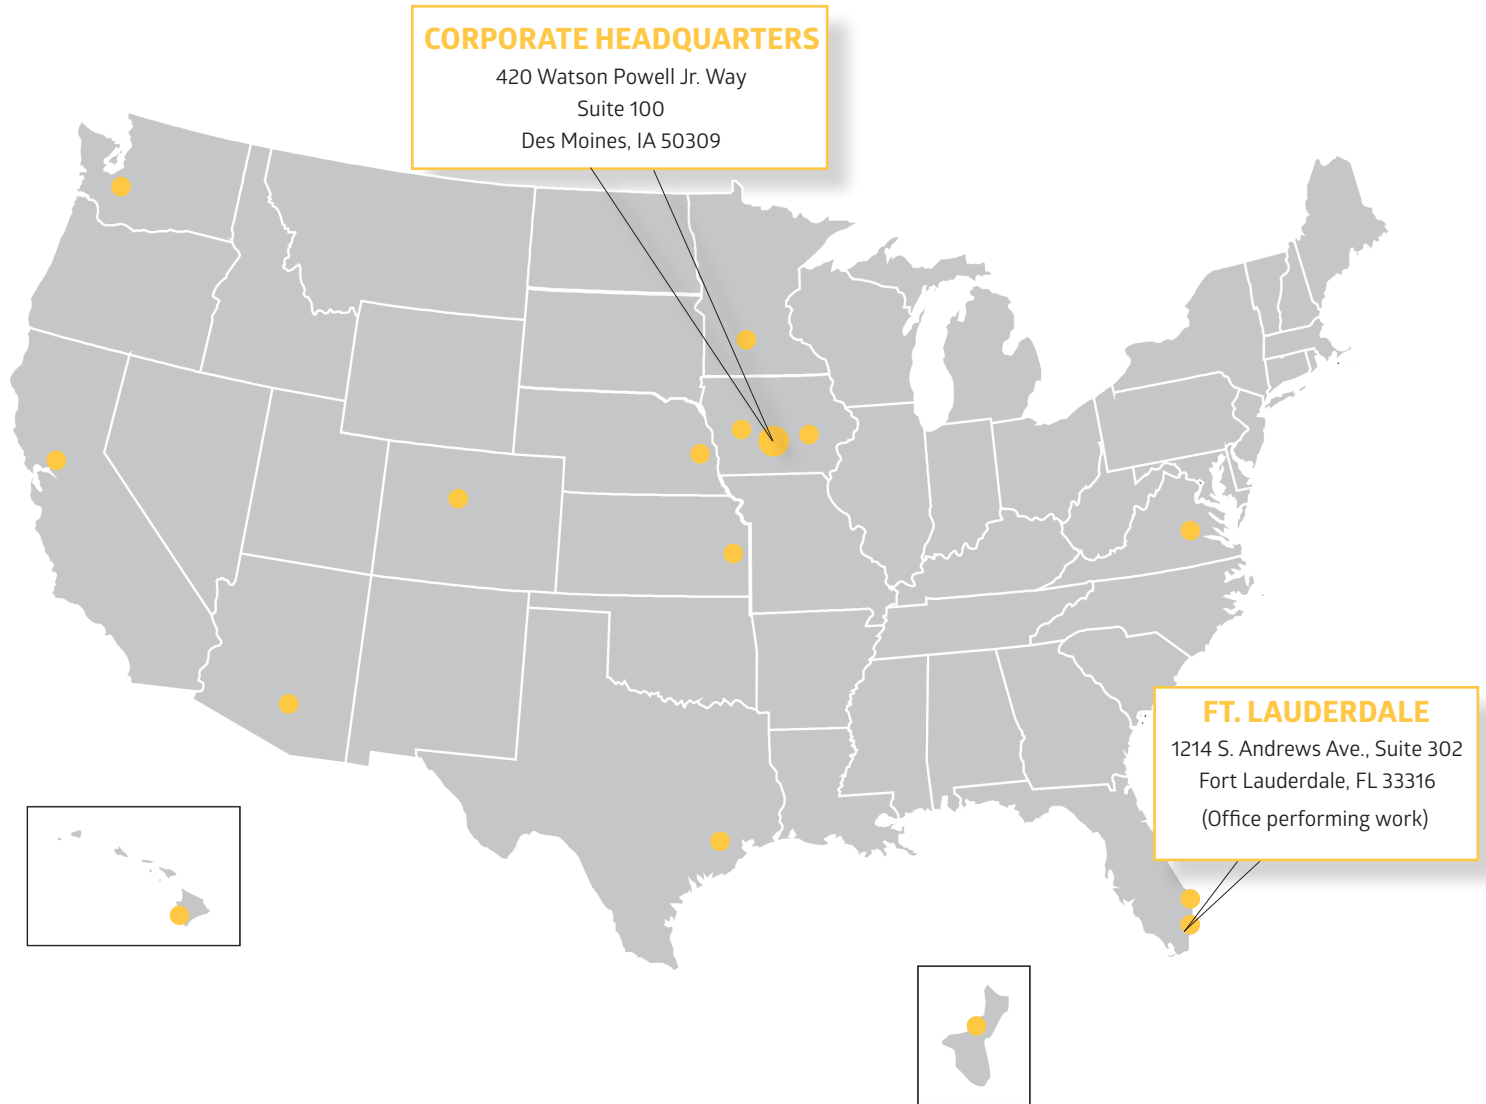 CORPORATE HEADQUARTERS
420 Watson Powell Jr. Way
Suite 100
Des Moines, IA 50309
FT. LAUDERDALE
1214 S. Andrews Ave., Suite 302
Fort Lauderdale, FL 33316
(Office performing work)